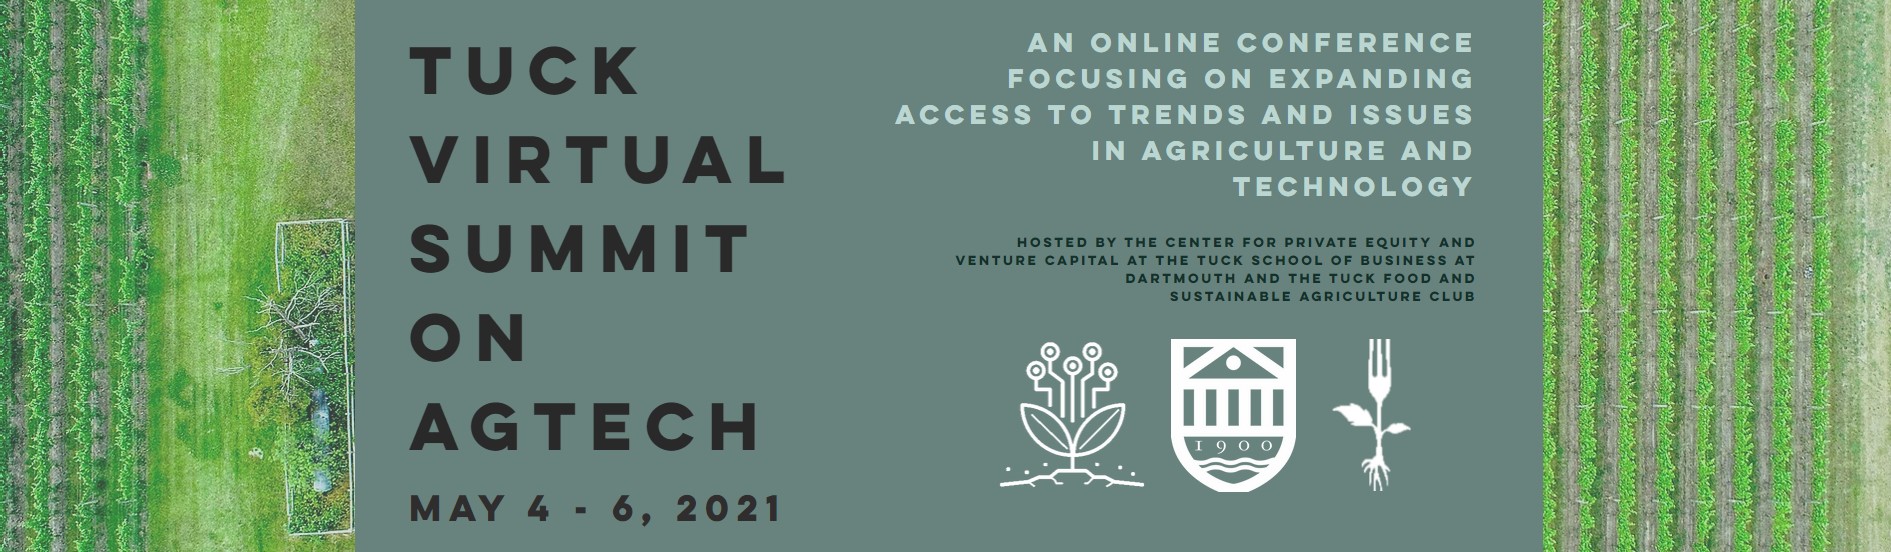 TUCK
VIRTUAL
SUMMIT
ON
AGTECH
MAY 4 - 6, 2021
AN ONLINE CONFERENCE
FOCUSING ON EXPANDING
ACCESS TO TRENDS AND ISSUES
IN AGRICULTURE AND
TECHNOLOGY
HOSTED BY THE CENTER FOR PRIVATE EQUITY AND
VENTURE CAPITAL AT THE TUCK SCHOOL OF BUSINESS AT
DARTMOUTH AND THE TUCK FOOD AND
SUSTAINABLE AGRICULTURE CLUB
1900